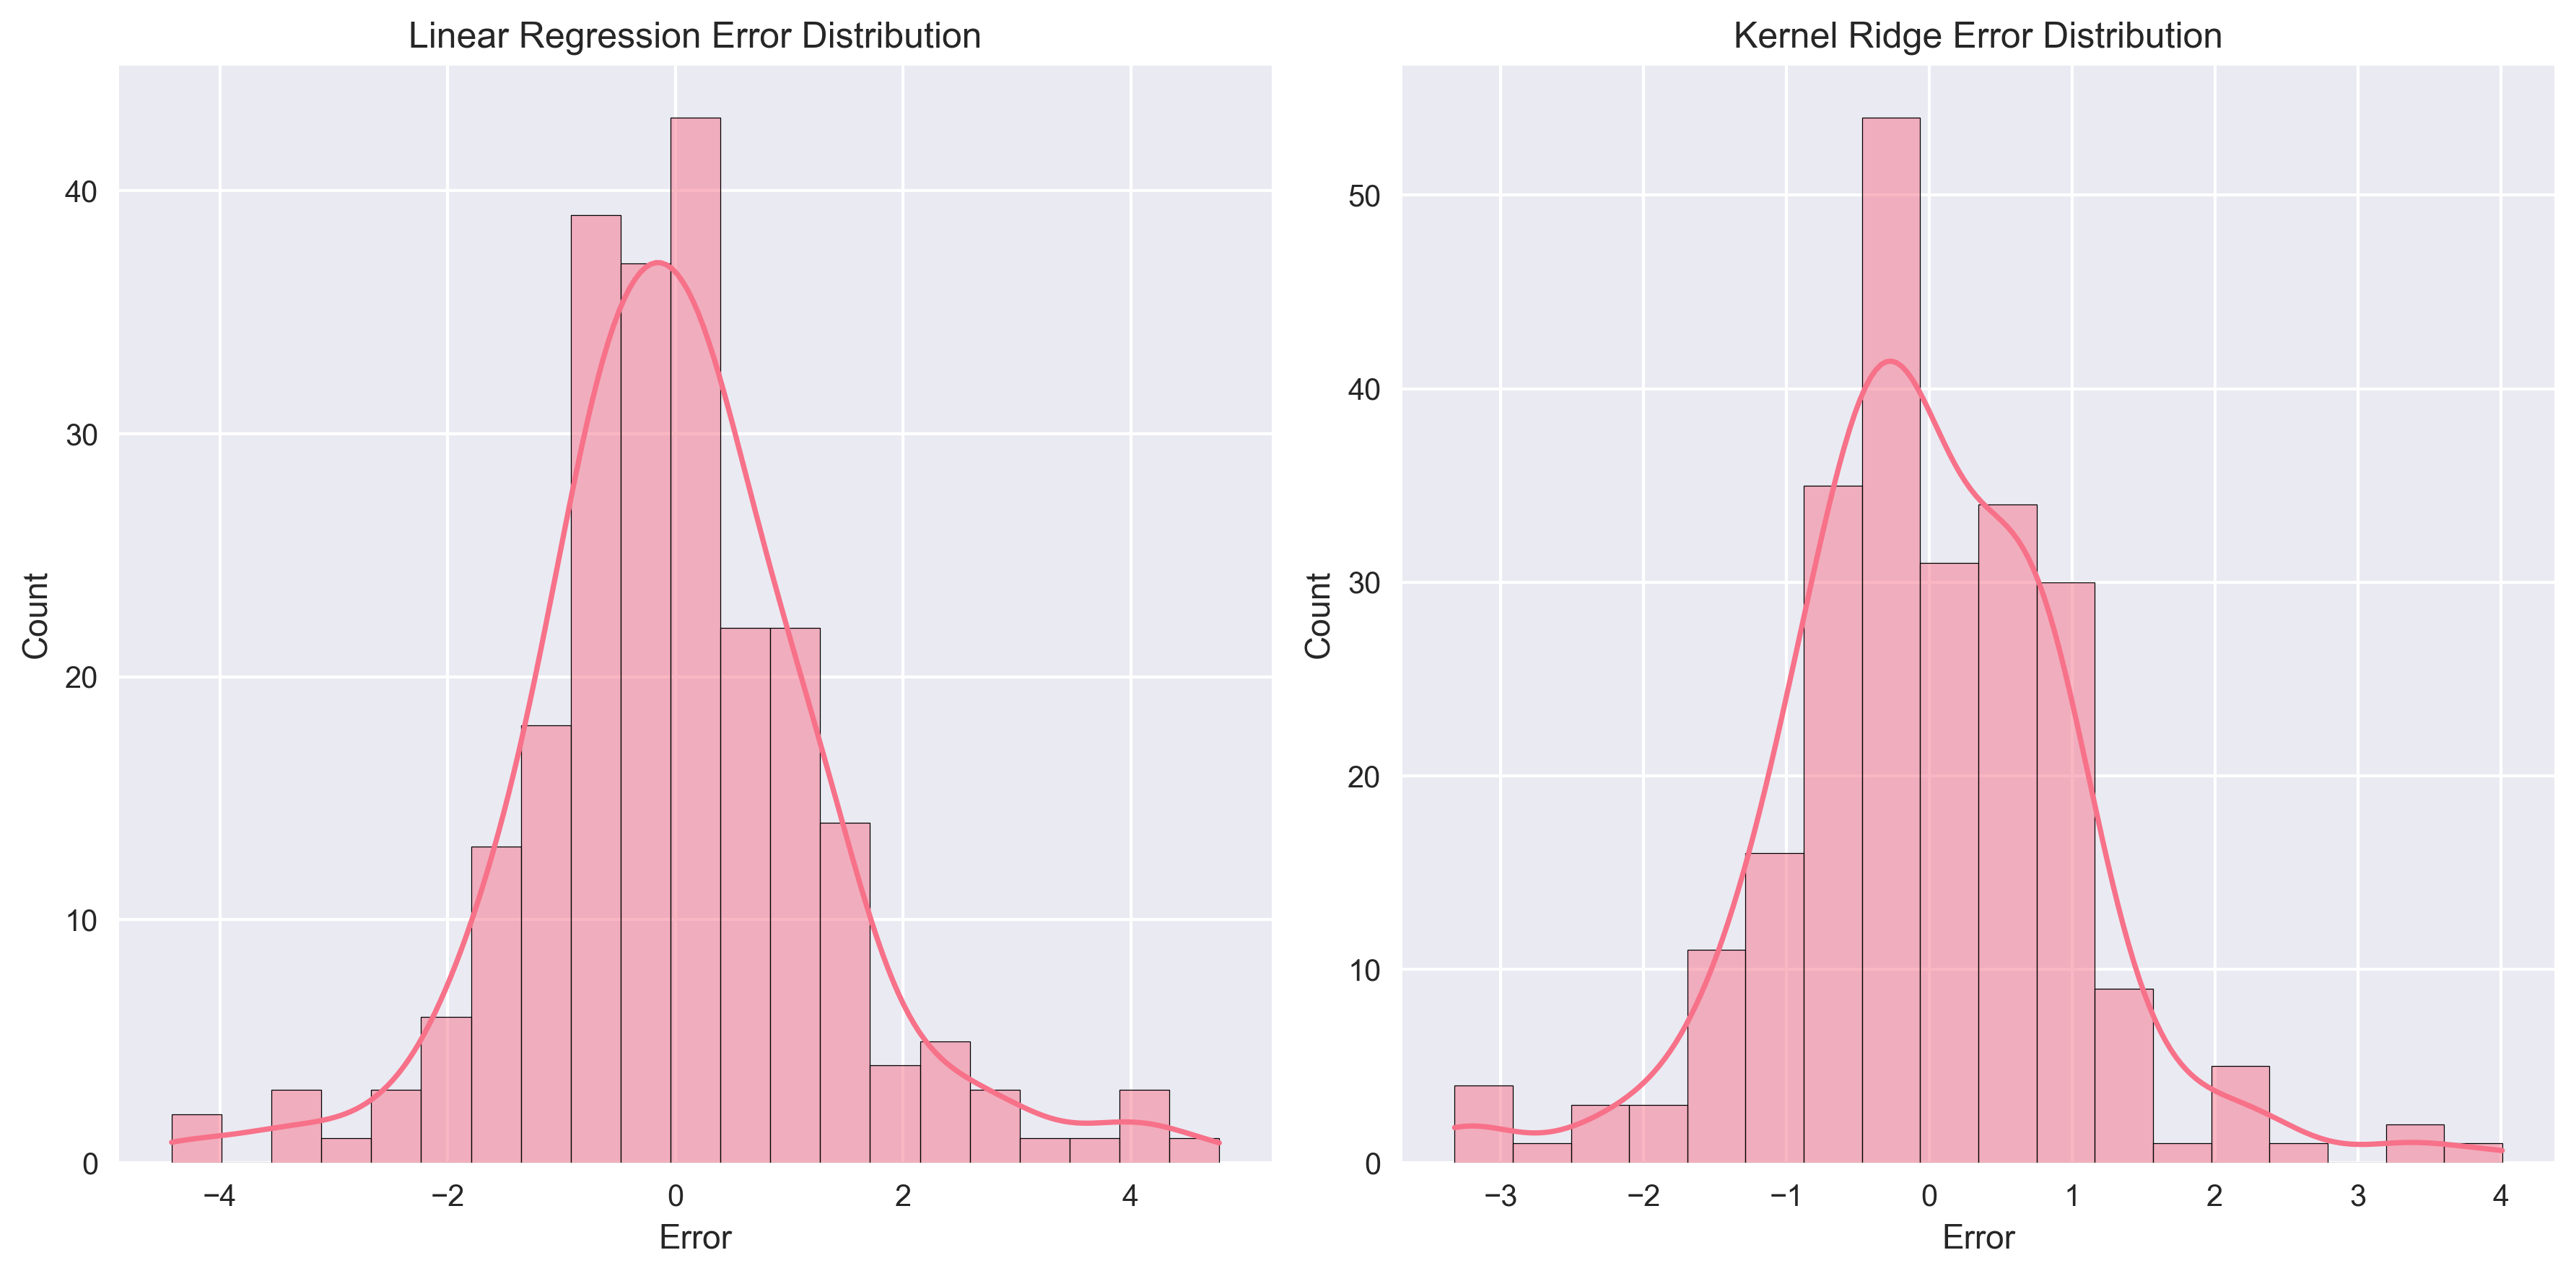 Linear Regression Error Distribution
Count
40
30
20
10
0
−4 −2 0 2 4
Error
Kernel Ridge Error Distribution
Count
50
40
30
20
10
0
−3 −2 −1 0 1 2 3 4
Error